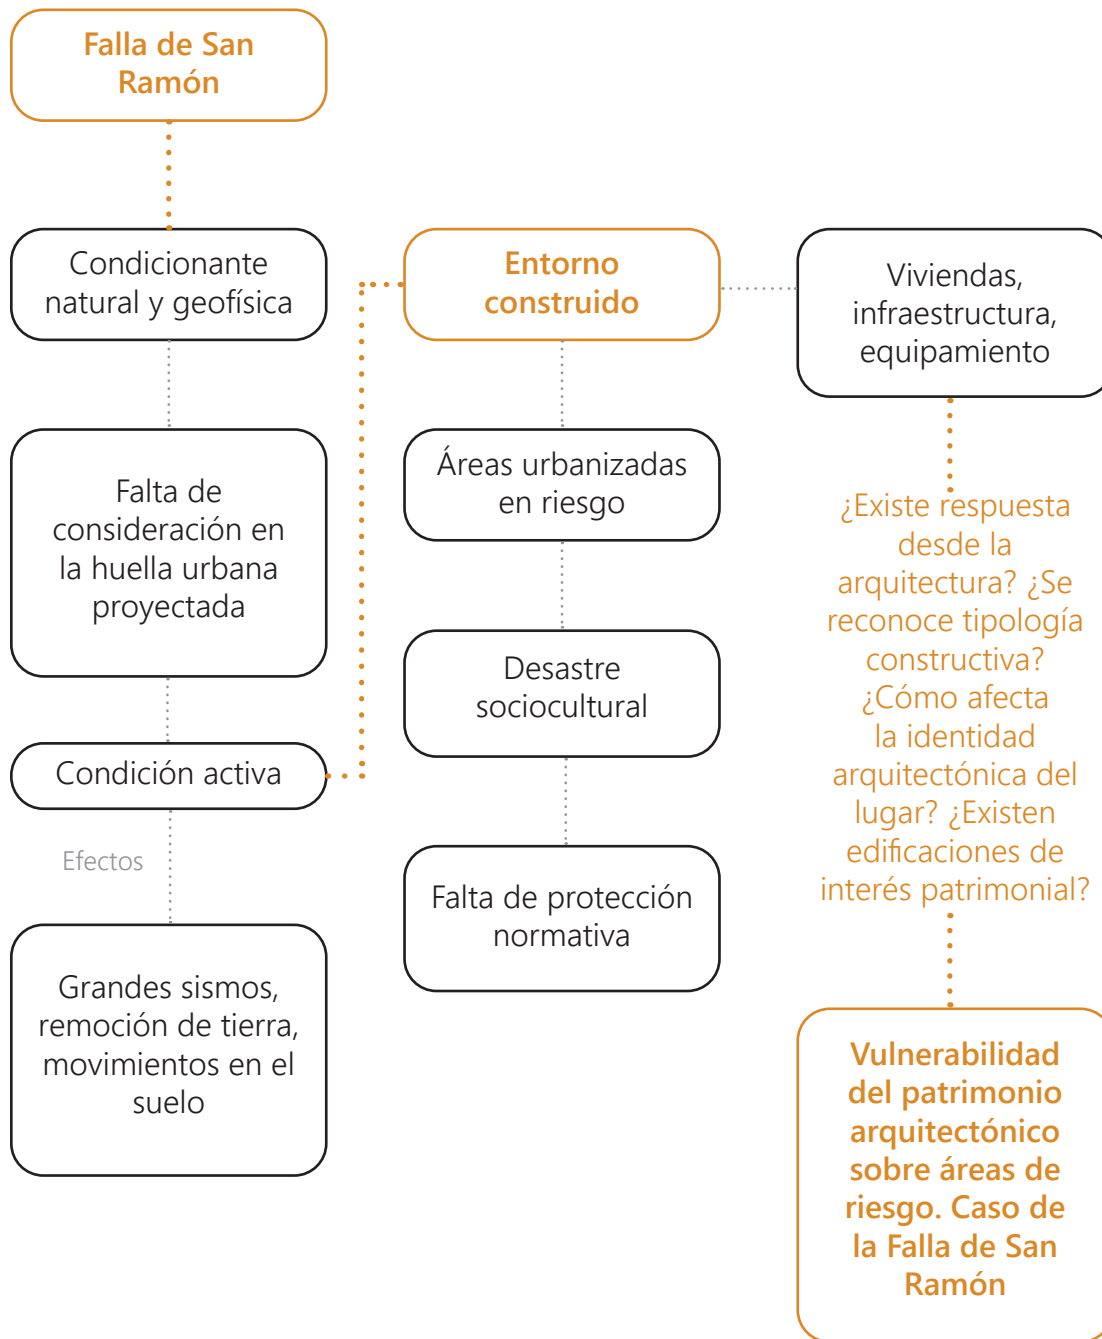 Falla de San
Ramón
Condicionante
natural y geofísica
Falta de
consideración en
la huella urbana
proyectada
Condición activa
Efectos
Grandes sismos,
remoción de tierra,
movimientos en el
suelo
Entorno
construido
Áreas urbanizadas
en riesgo
Desastre
sociocultural
Falta de protección
normativa
Viviendas,
infraestructura,
equipamiento
¿Existe respuesta
desde la
arquitectura? ¿Se
reconoce tipología
constructiva?
¿Cómo afecta
la identidad
arquitectónica del
lugar? ¿Existen
edificaciones de
interés patrimonial?
Vulnerabilidad
del patrimonio
arquitectónico
sobre áreas de
riesgo. Caso de
la Falla de San
Ramón